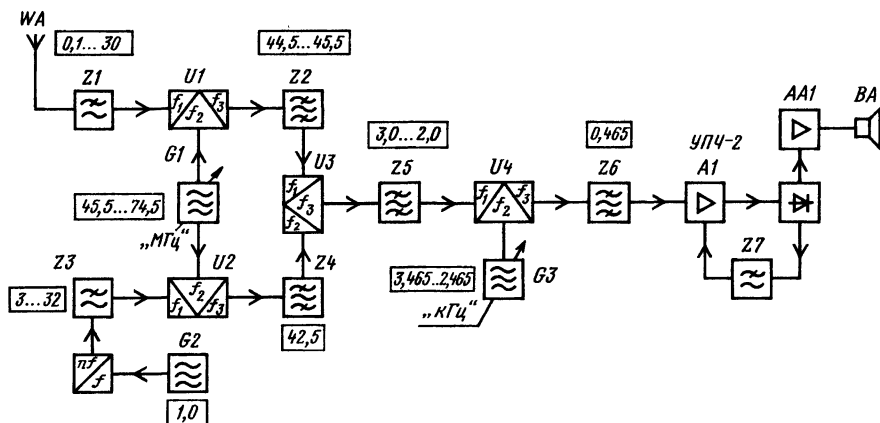 WA
0,1...30
44,5...45,5
Z1
U1
Z2
f₁ f₂ f₃
G1
U3
f₁ f₃ f₂
45,5...74,5
„МГц“
3,0...2,0
Z5
U4
f₁ f₂ f₃
0,465
Z6
УПЧ-2
A1
AA1
BA
Z7
3,465...2,465
G3
„кГц“
Z3
3...32
U2
f₁ f₂ f₃
Z4
42,5
nf
f
G2
1,0